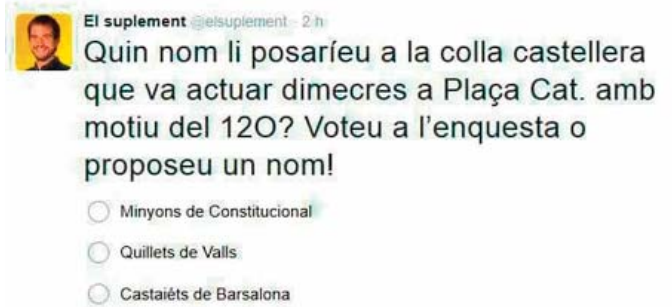 El suplement @elsuplement · 2 h
Quin nom li posaríeu a la colla castellera
que va actuar dimecres a Plaça Cat. amb
motiu del 12O? Voteu a l'enquesta o
proposeu un nom!
Minyons de Constitucional
Quillets de Valls
Castaiéts de Barsalona